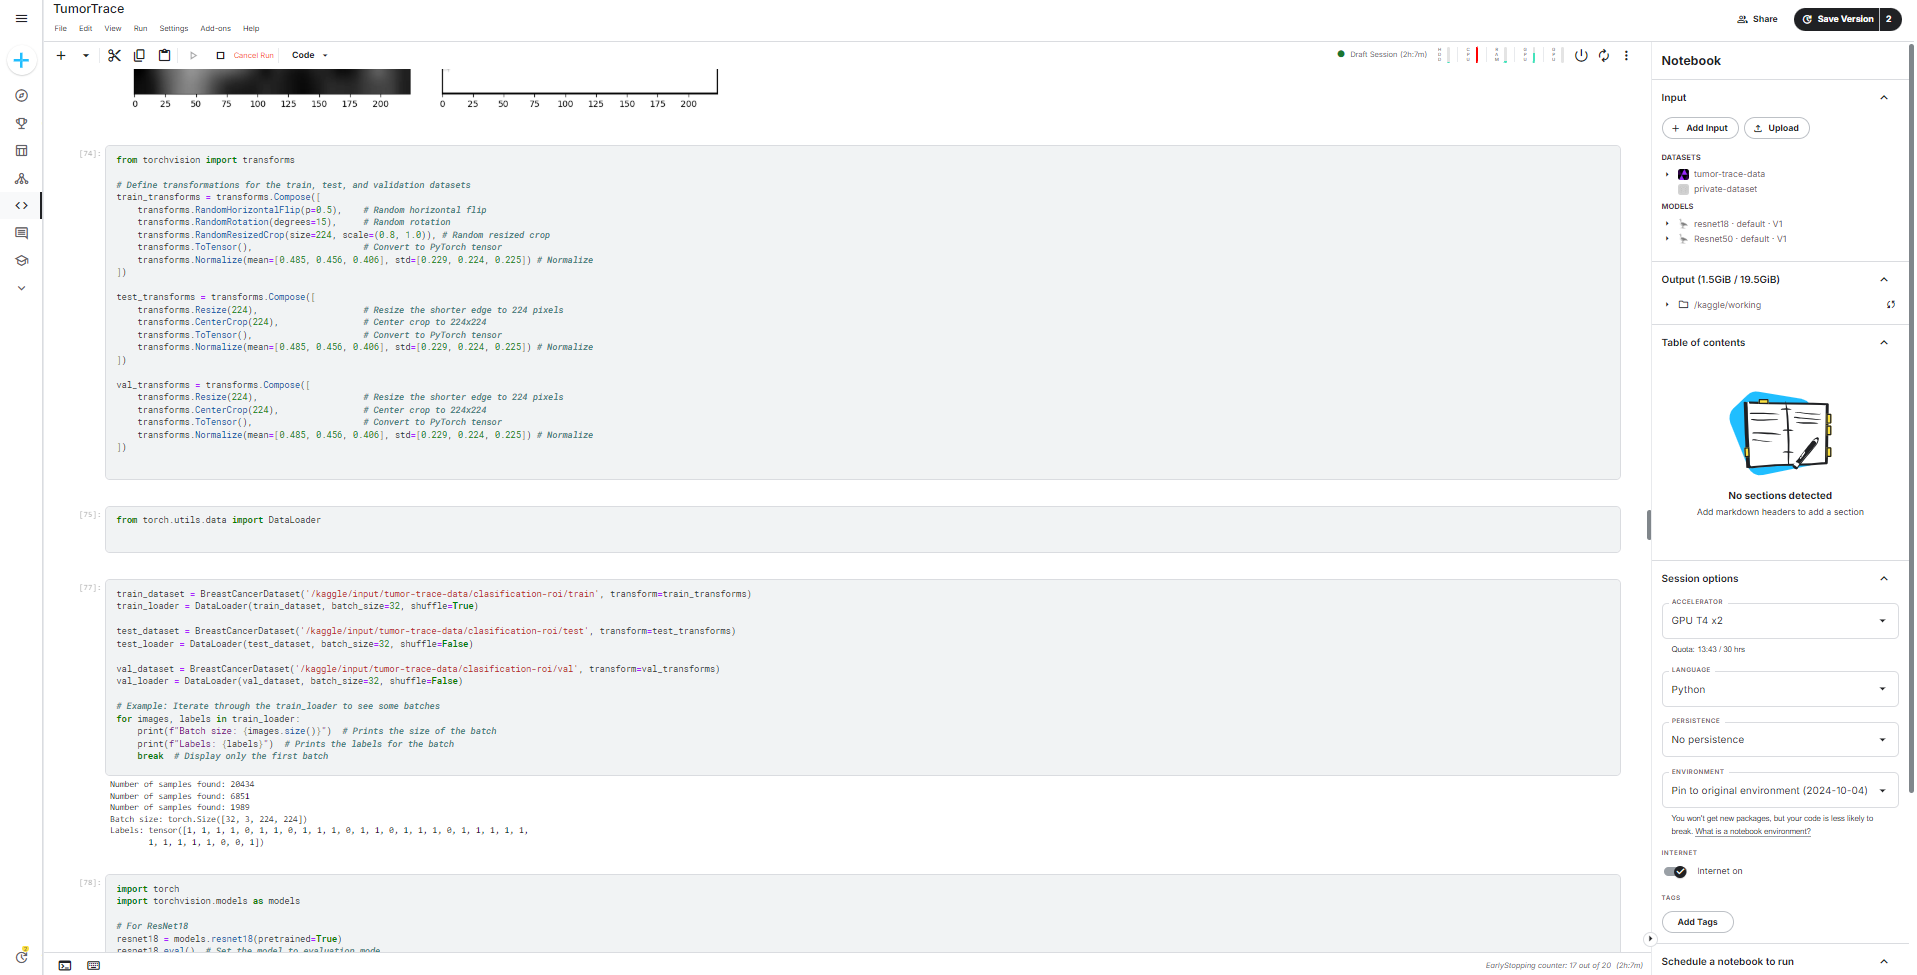 TumorTrace
File Edit View Run Settings Add-ons Help
Share
Save Version 2
Cancel Run
Code
Draft Session (2h:7m)
0 25 50 75 100 125 150 175 200
0 25 50 75 100 125 150 175 200
[74]:
from torchvision import transforms
# Define transformations for the train, test, and validation datasets
train_transforms = transforms.Compose([
    transforms.RandomHorizontalFlip(p=0.5),    # Random horizontal flip
    transforms.RandomRotation(degrees=15),     # Random rotation
    transforms.RandomResizedCrop(size=224, scale=(0.8, 1.0)), # Random resized crop
    transforms.ToTensor(),                     # Convert to PyTorch tensor
    transforms.Normalize(mean=[0.485, 0.456, 0.406], std=[0.229, 0.224, 0.225]) # Normalize
])
test_transforms = transforms.Compose([
    transforms.Resize(224),                    # Resize the shorter edge to 224 pixels
    transforms.CenterCrop(224),                # Center crop to 224x224
    transforms.ToTensor(),                     # Convert to PyTorch tensor
    transforms.Normalize(mean=[0.485, 0.456, 0.406], std=[0.229, 0.224, 0.225]) # Normalize
])
val_transforms = transforms.Compose([
    transforms.Resize(224),                    # Resize the shorter edge to 224 pixels
    transforms.CenterCrop(224),                # Center crop to 224x224
    transforms.ToTensor(),                     # Convert to PyTorch tensor
    transforms.Normalize(mean=[0.485, 0.456, 0.406], std=[0.229, 0.224, 0.225]) # Normalize
])
[75]:
from torch.utils.data import DataLoader
[77]:
train_dataset = BreastCancerDataset('/kaggle/input/tumor-trace-data/clasification-roi/train', transform=train_transforms)
train_loader = DataLoader(train_dataset, batch_size=32, shuffle=True)
test_dataset = BreastCancerDataset('/kaggle/input/tumor-trace-data/clasification-roi/test', transform=test_transforms)
test_loader = DataLoader(test_dataset, batch_size=32, shuffle=False)
val_dataset = BreastCancerDataset('/kaggle/input/tumor-trace-data/clasification-roi/val', transform=val_transforms)
val_loader = DataLoader(val_dataset, batch_size=32, shuffle=False)
# Example: Iterate through the train_loader to see some batches
for images, labels in train_loader:
    print(f"Batch size: {images.size()}")  # Prints the size of the batch
    print(f"Labels: {labels}")  # Prints the labels for the batch
    break  # Display only the first batch
Number of samples found: 20434
Number of samples found: 6851
Number of samples found: 1989
Batch size: torch.Size([32, 3, 224, 224])
Labels: tensor([1, 1, 1, 1, 0, 1, 1, 0, 1, 1, 1, 0, 1, 1, 0, 1, 1, 1, 0, 1, 1, 1, 1, 1,
        1, 1, 1, 1, 1, 0, 0, 1])
[78]:
import torch
import torchvision.models as models
# For ResNet18
resnet18 = models.resnet18(pretrained=True)
resnet18.eval()  # Set the model to evaluation mode
EarlyStopping counter: 17 out of 20 (2h:7m)
Notebook
Input
Add Input
Upload
DATASETS
tumor-trace-data
private-dataset
MODELS
resnet18 · default · V1
Resnet50 · default · V1
Output (1.5GiB / 19.5GiB)
/kaggle/working
Table of contents
No sections detected
Add markdown headers to add a section
Session options
ACCELERATOR
GPU T4 x2
Quota: 13:43 / 30 hrs
LANGUAGE
Python
PERSISTENCE
No persistence
ENVIRONMENT
Pin to original environment (2024-10-04)
You won't get new packages, but your code is less likely to
break. What is a notebook environment?
INTERNET
Internet on
TAGS
Add Tags
Schedule a notebook to run